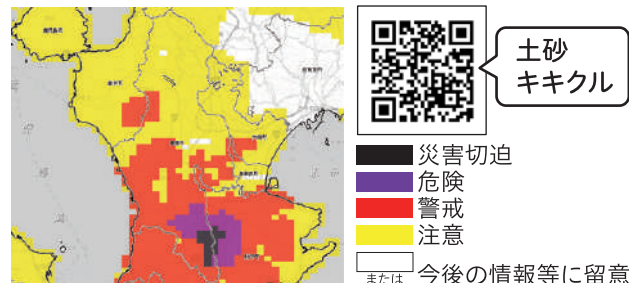 土砂
キキクル
災害切迫
危険
警戒
注意
または
今後の情報等に留意